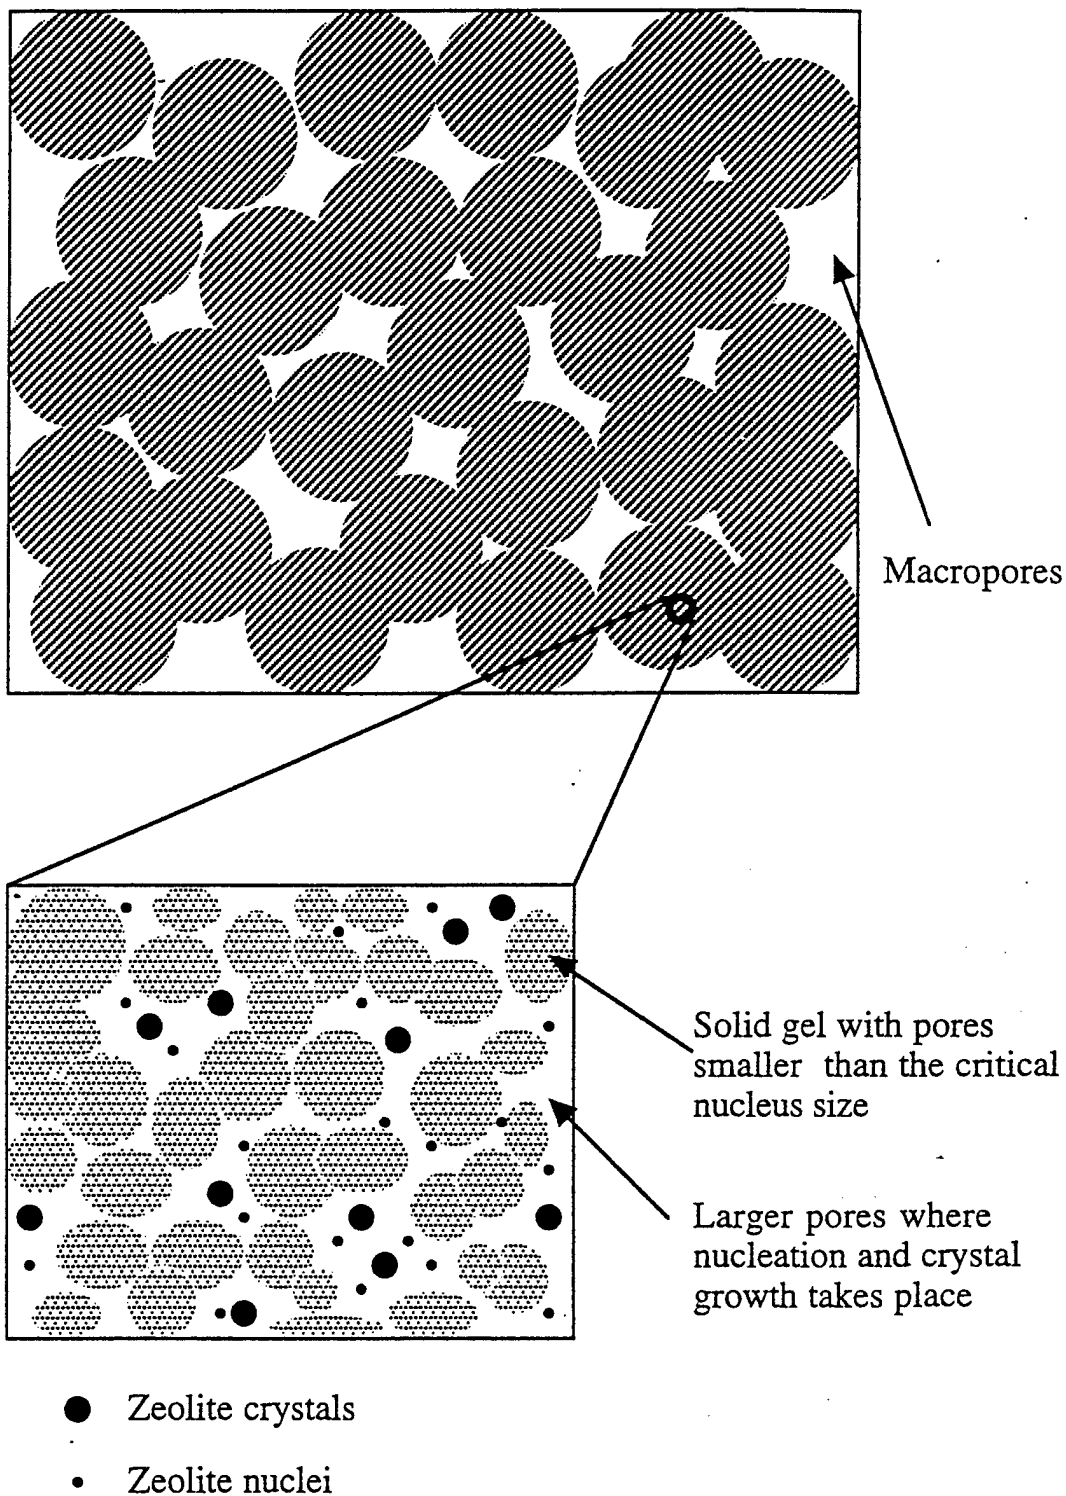 Macropores
Solid gel with pores
smaller than the critical
nucleus size
Larger pores where
nucleation and crystal
growth takes place
Zeolite crystals
Zeolite nuclei